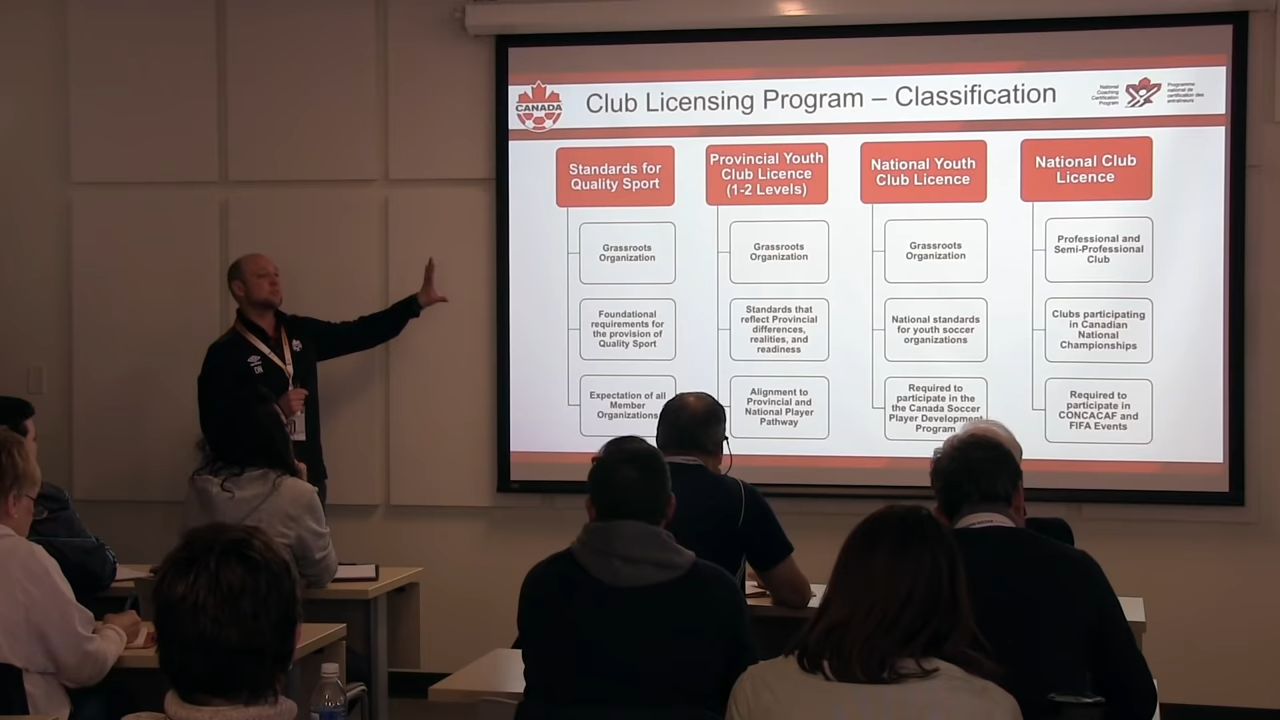 CANADA
Club Licensing Program – Classification
National
Coaching
Certification
Program
Programme
national de
certification des
entraîneurs
Standards for
Quality Sport
Grassroots
Organization
Foundational
requirements for
the provision of
Quality Sport
Expectation of all
Member
Organizations
Provincial Youth
Club Licence
(1-2 Levels)
Grassroots
Organization
Standards that
reflect Provincial
differences,
realities, and
readiness
Alignment to
Provincial and
National Player
Pathway
National Youth
Club Licence
Grassroots
Organization
National standards
for youth soccer
organizations
Required to
participate in the
the Canada Soccer
Player Development
Program
National Club
Licence
Professional and
Semi-Professional
Club
Clubs participating
in Canadian
National
Championships
Required to
participate in
CONCACAF and
FIFA Events